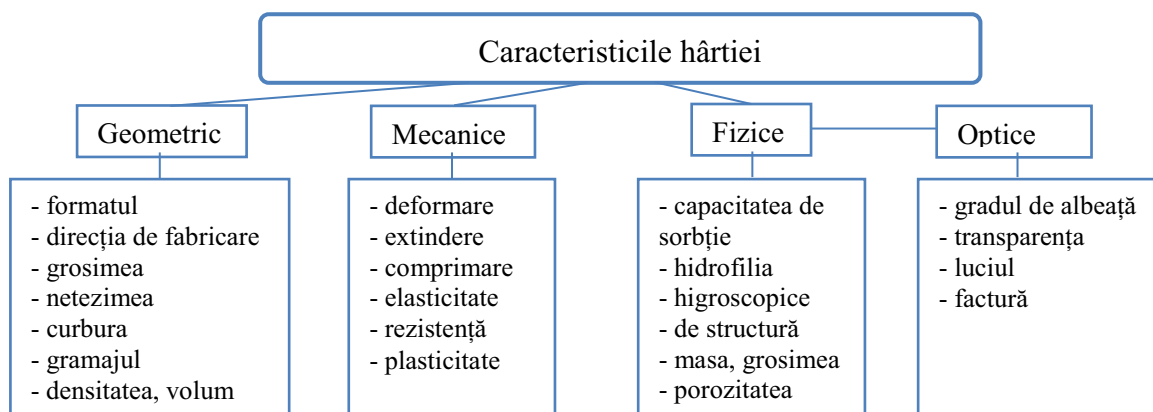 Caracteristicile hârtiei
Geometric
Mecanice
Fizice
Optice
- formatul
- direcția de fabricare
- grosimea
- netezimea
- curbura
- gramajul
- densitatea, volum
- deformare
- extindere
- comprimare
- elasticitate
- rezistență
- plasticitate
- capacitatea de
sorbție
- hidrofilia
- higroscopice
- de structură
- masa, grosimea
- porozitatea
- gradul de albeață
- transparența
- luciul
- factură